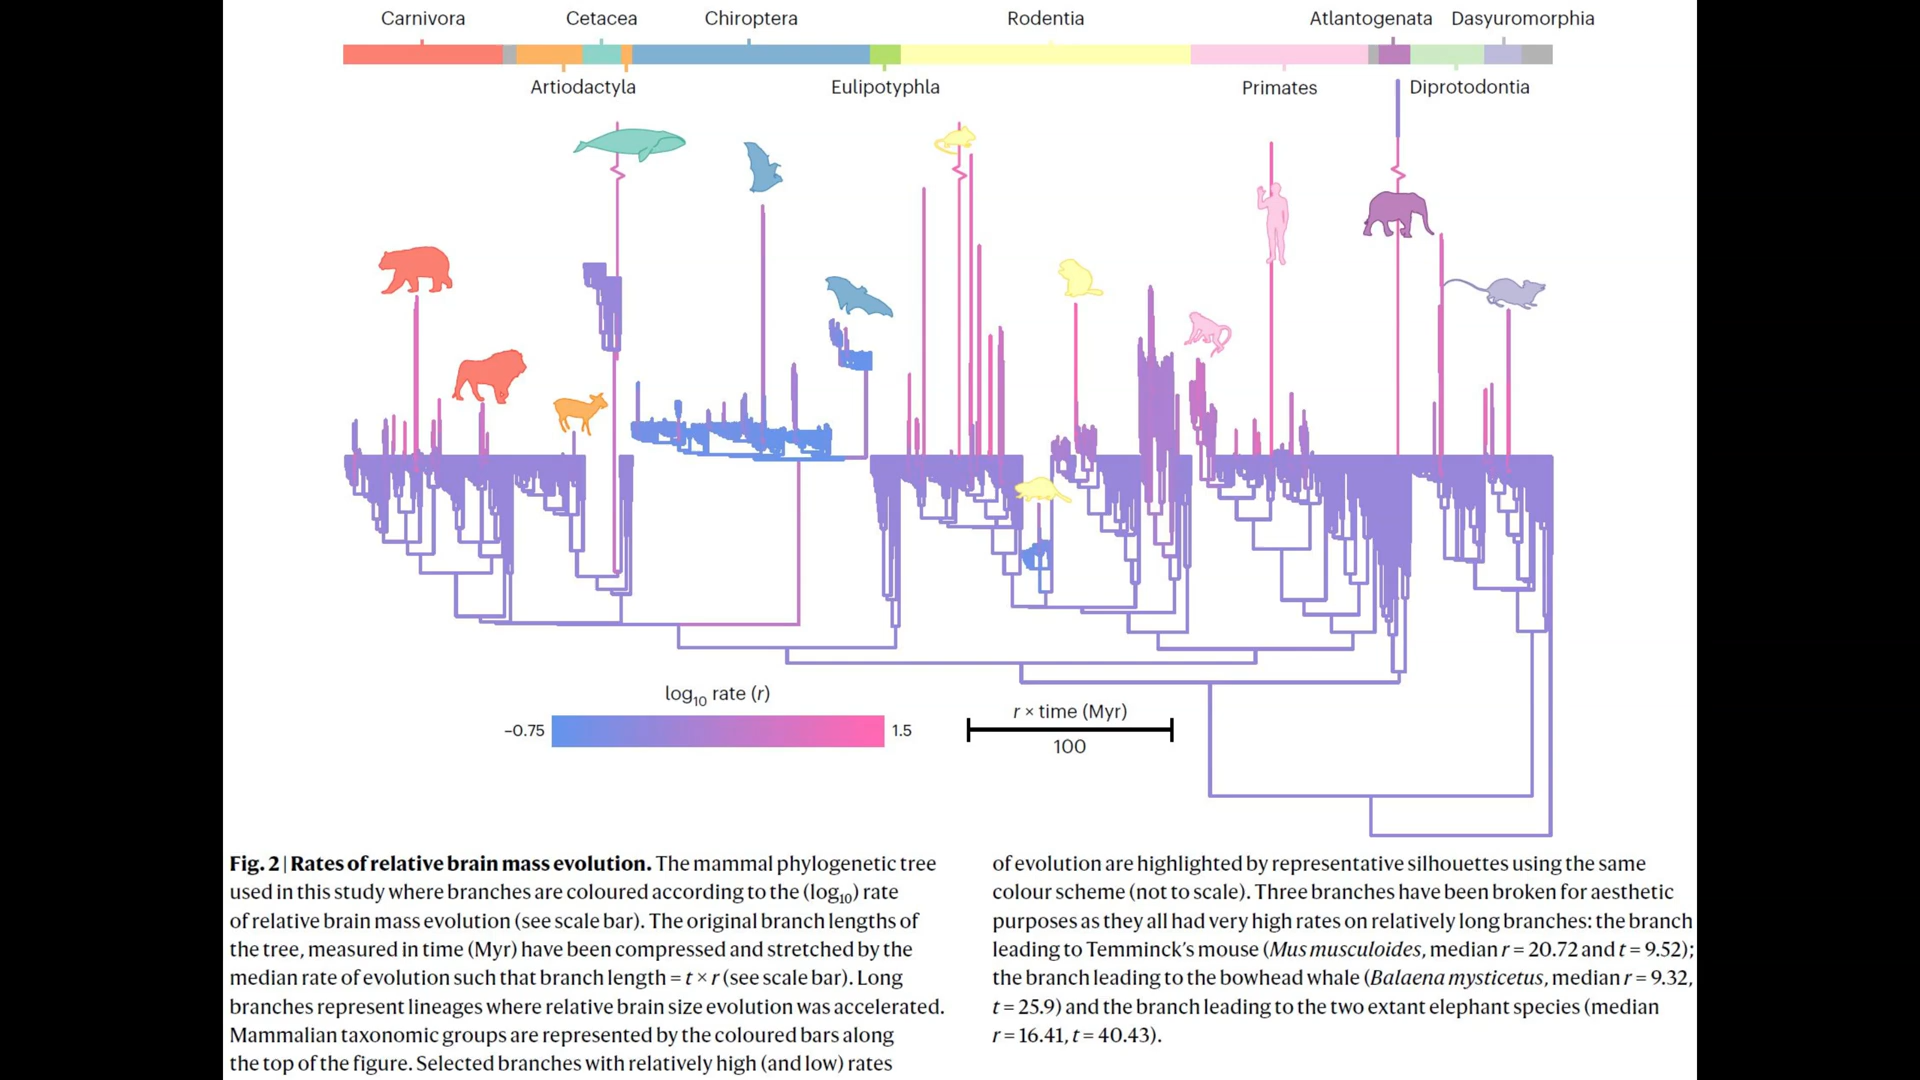 Carnivora Cetacea Chiroptera Rodentia Atlantogenata Dasyuromorphia
Artiodactyla Eulipotyphla Primates Diprotodontia
log10 rate (r)
–0.75 1.5
r × time (Myr)
100
Fig. 2 | Rates of relative brain mass evolution. The mammal phylogenetic tree
used in this study where branches are coloured according to the (log10) rate
of relative brain mass evolution (see scale bar). The original branch lengths of
the tree, measured in time (Myr) have been compressed and stretched by the
median rate of evolution such that branch length = t × r (see scale bar). Long
branches represent lineages where relative brain size evolution was accelerated.
Mammalian taxonomic groups are represented by the coloured bars along
the top of the figure. Selected branches with relatively high (and low) rates
of evolution are highlighted by representative silhouettes using the same
colour scheme (not to scale). Three branches have been broken for aesthetic
purposes as they all had very high rates on relatively long branches: the branch
leading to Temminck's mouse (Mus musculoides, median r = 20.72 and t = 9.52);
the branch leading to the bowhead whale (Balaena mysticetus, median r = 9.32,
t = 25.9) and the branch leading to the two extant elephant species (median
r = 16.41, t = 40.43).